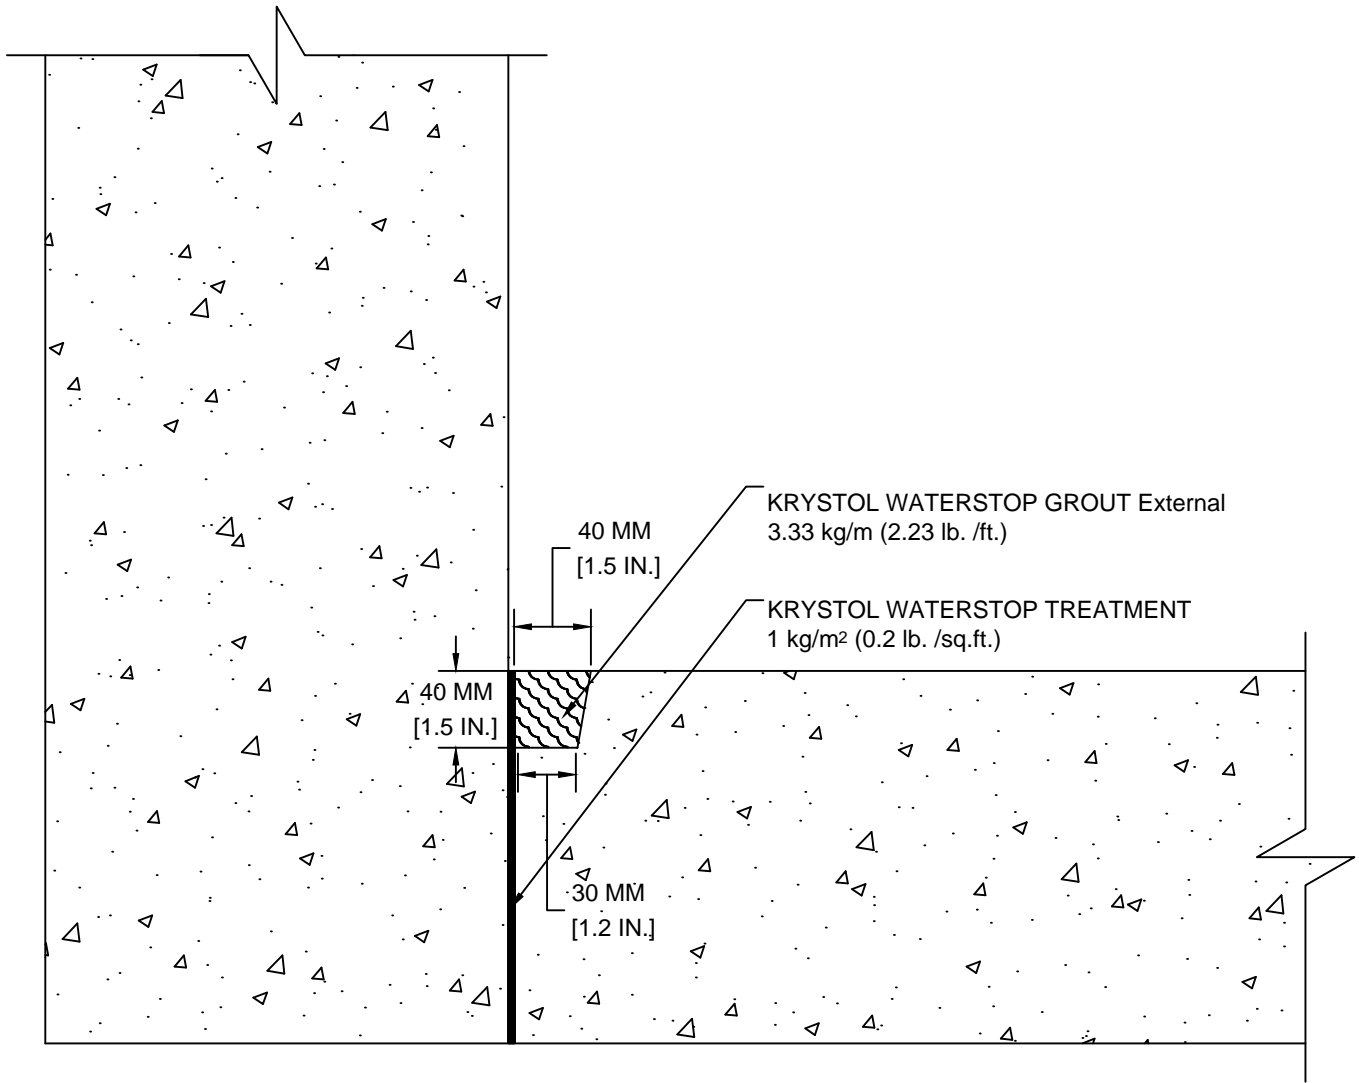 KRYSTOL WATERSTOP GROUT External
3.33 kg/m (2.23 lb. /ft.)
40 MM
[1.5 IN.]
KRYSTOL WATERSTOP TREATMENT
1 kg/m² (0.2 lb. /sq.ft.)
40 MM
[1.5 IN.]
30 MM
[1.2 IN.]